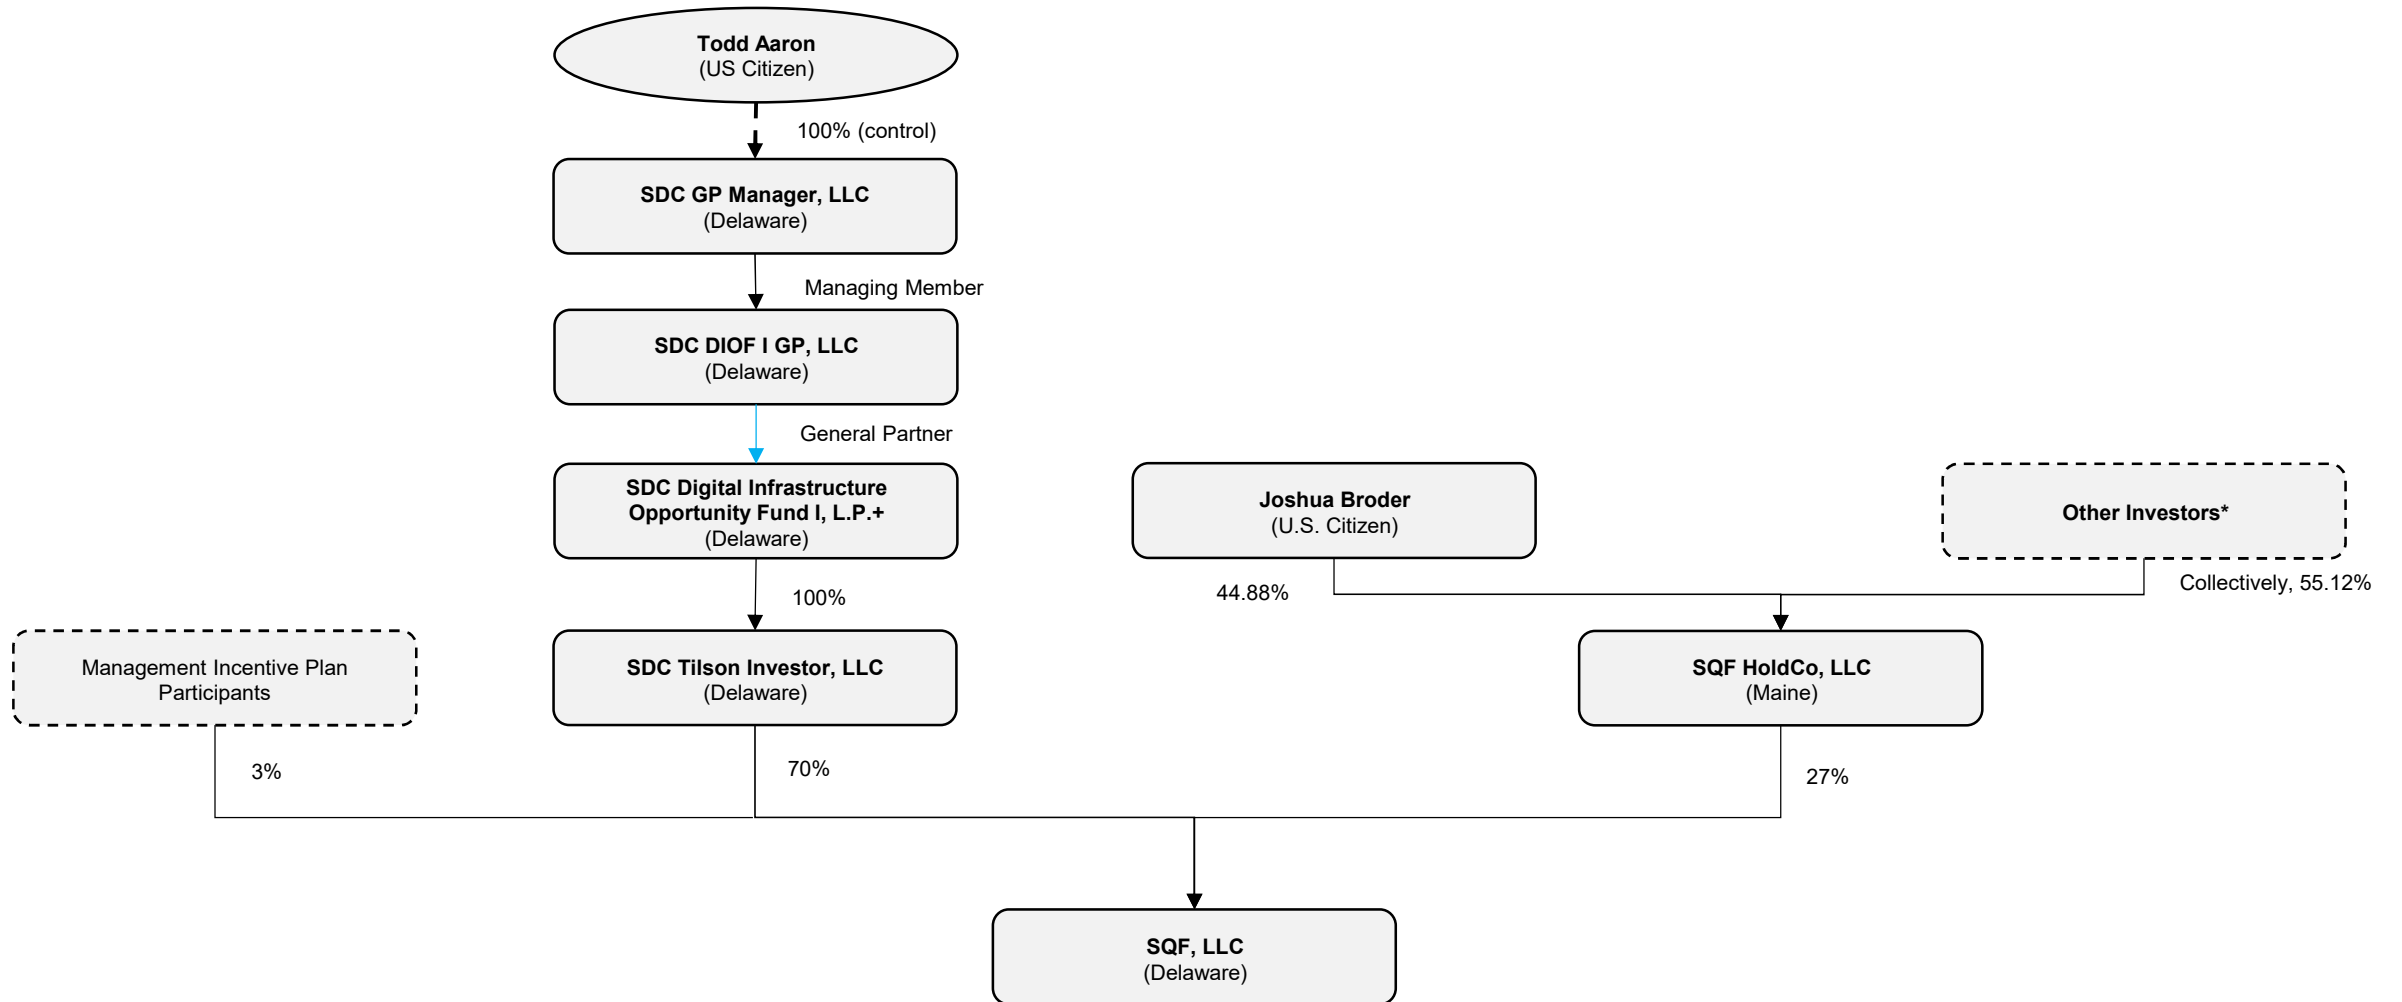 Todd Aaron
(US Citizen)
100% (control)
SDC GP Manager, LLC
(Delaware)
Managing Member
SDC DIOF I GP, LLC
(Delaware)
General Partner
SDC Digital Infrastructure
Opportunity Fund I, L.P.+
(Delaware)
Joshua Broder
(U.S. Citizen)
Other Investors*
100%
44.88%
Collectively, 55.12%
Management Incentive Plan
Participants
SDC Tilson Investor, LLC
(Delaware)
SQF HoldCo, LLC
(Maine)
3%
70%
27%
SQF, LLC
(Delaware)